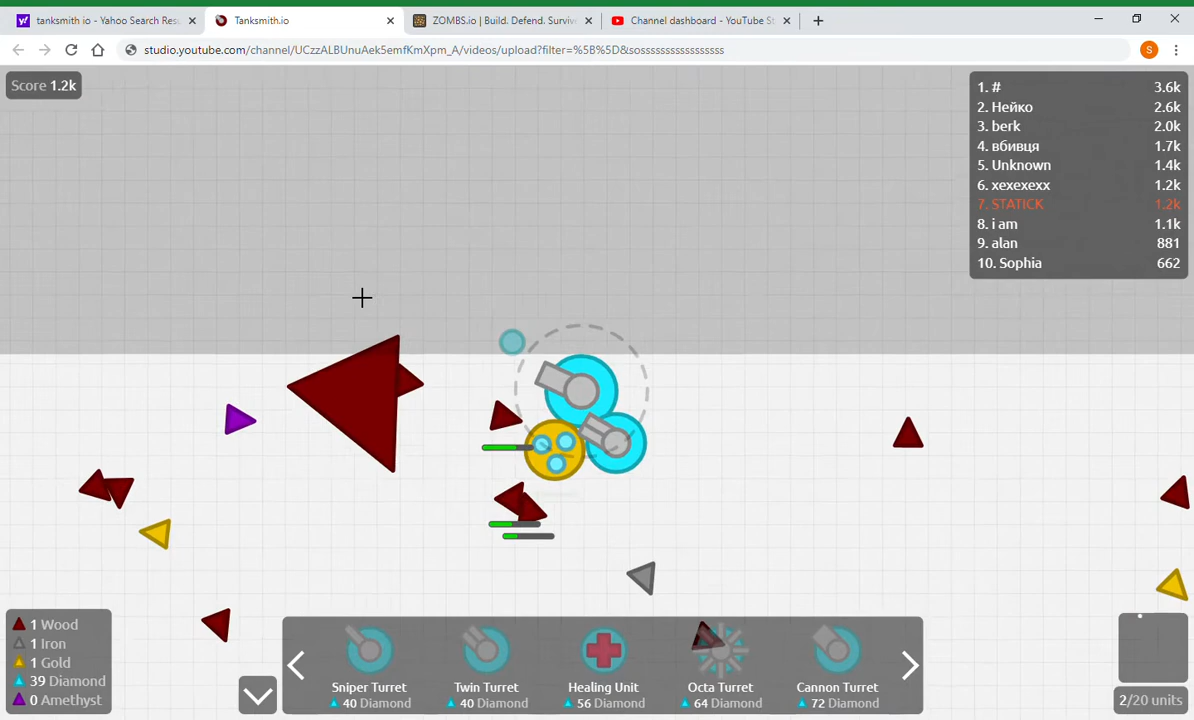 tanksmith io - Yahoo Search Resu
Tanksmith.io
ZOMBS.io | Build. Defend. Survive
Channel dashboard - YouTube St
studio.youtube.com/channel/UCzzALBUnuAek5emfKmXpm_A/videos/upload?filter=%5B%5D&sosssssssssssssssssss
S
Score 1.2k
1. # 3.6k
2. Нейко 2.6k
3. berk 2.0k
4. вбивця 1.7k
5. Unknown 1.4k
6. xexexexx 1.2k
7. STATICK 1.2k
8. i am 1.1k
9. alan 881
10. Sophia 662
1 Wood
1 Iron
1 Gold
39 Diamond
0 Amethyst
Sniper Turret
40 Diamond
Twin Turret
40 Diamond
Healing Unit
56 Diamond
Octa Turret
64 Diamond
Cannon Turret
72 Diamond
2/20 units